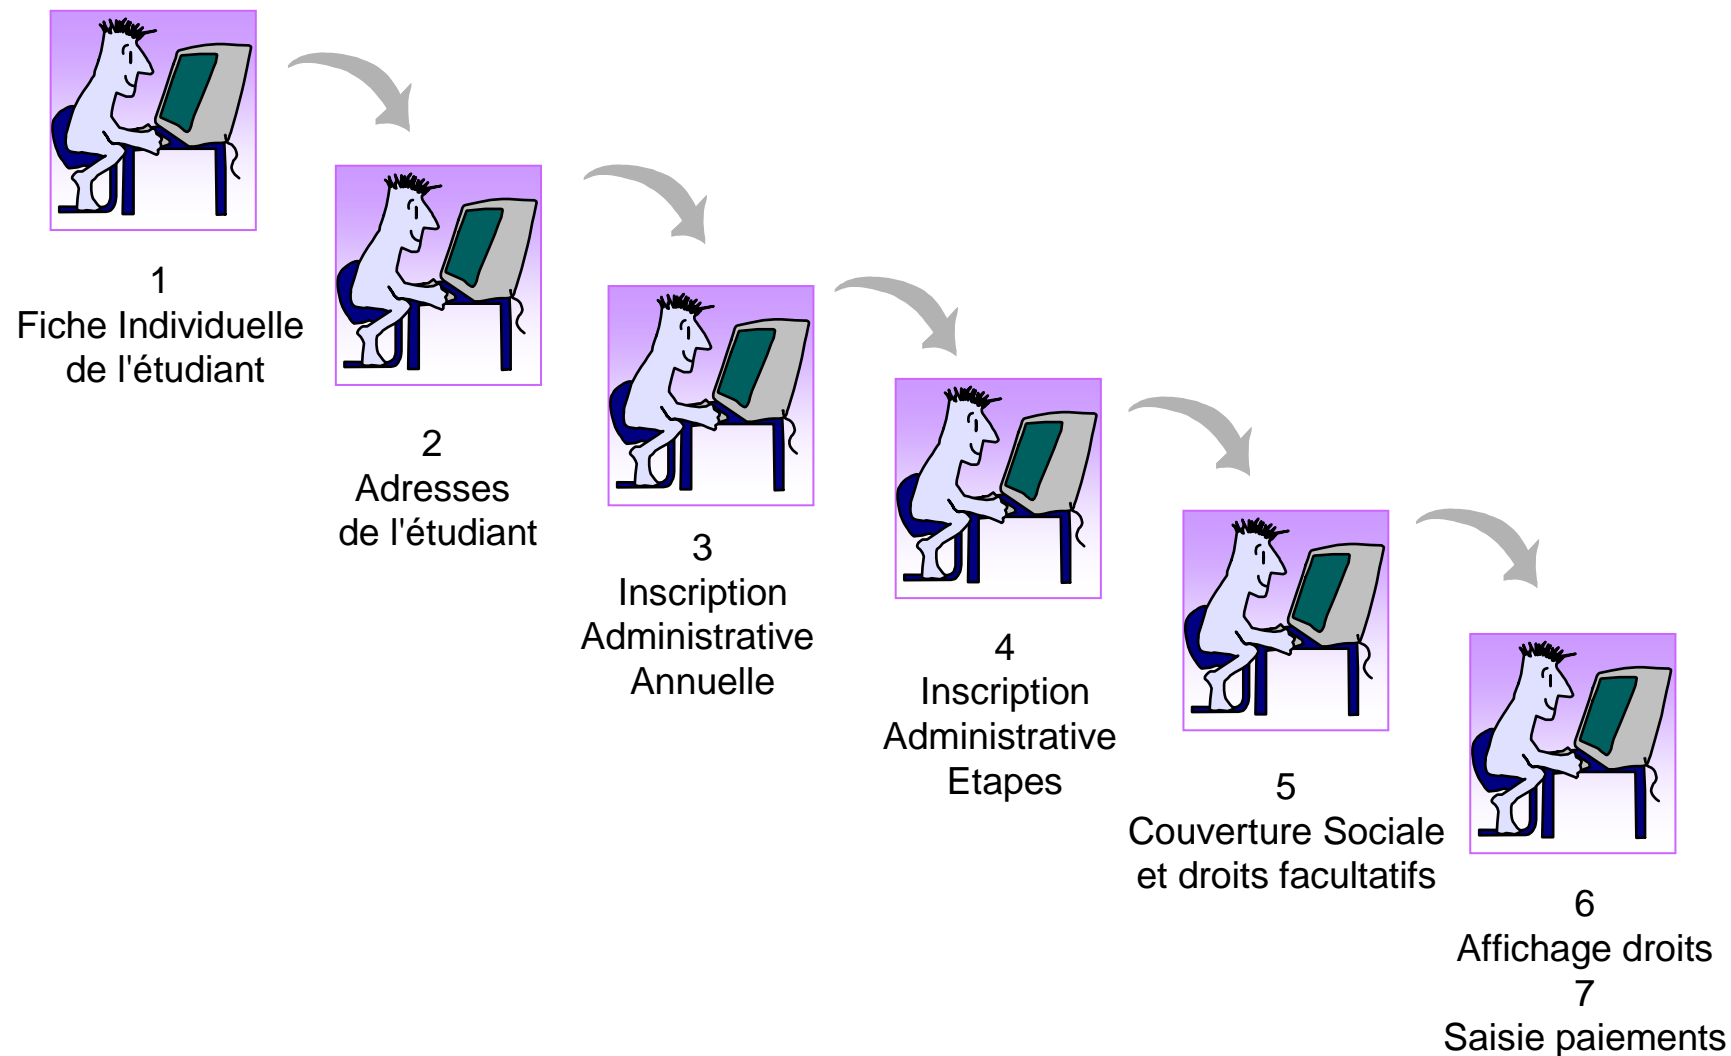 1
Fiche Individuelle
de l'étudiant
2
Adresses
de l'étudiant
3
Inscription
Administrative
Annuelle
4
Inscription
Administrative
Etapes
5
Couverture Sociale
et droits facultatifs
6
Affichage droits
7
Saisie paiements